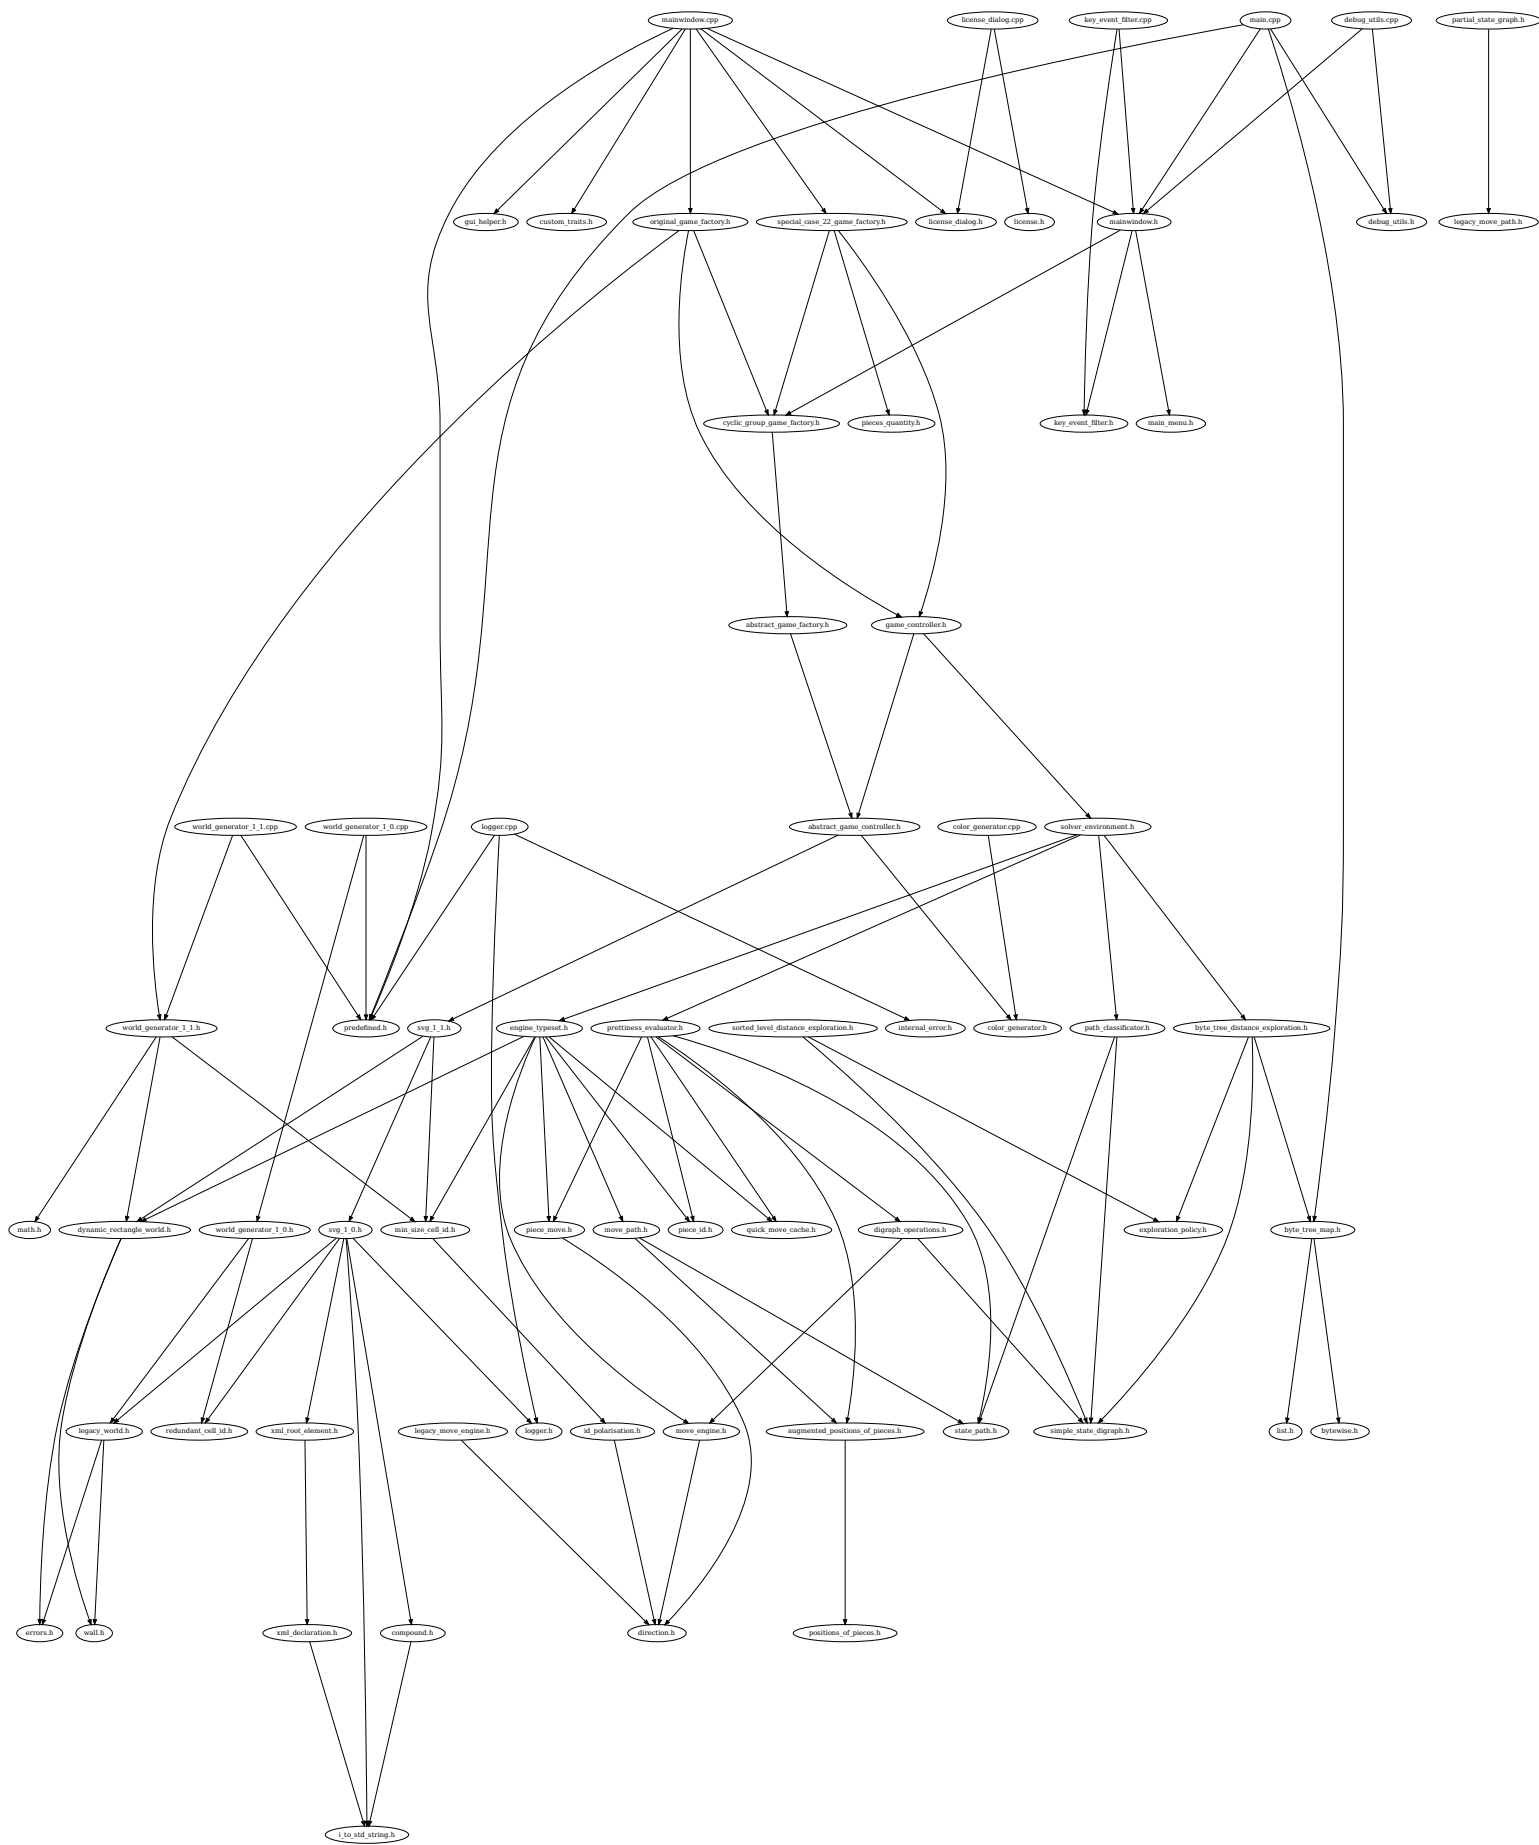 mainwindow.cpp
license_dialog.cpp
key_event_filter.cpp
main.cpp
debug_utils.cpp
partial_state_graph.h
gui_helper.h
custom_traits.h
original_game_factory.h
special_case_22_game_factory.h
license_dialog.h
license.h
mainwindow.h
debug_utils.h
legacy_move_path.h
cyclic_group_game_factory.h
pieces_quantity.h
key_event_filter.h
main_menu.h
abstract_game_factory.h
game_controller.h
world_generator_1_1.cpp
world_generator_1_0.cpp
logger.cpp
abstract_game_controller.h
color_generator.cpp
solver_environment.h
world_generator_1_1.h
predefined.h
svg_1_1.h
engine_typeset.h
prettiness_evaluator.h
sorted_level_distance_exploration.h
internal_error.h
color_generator.h
path_classificator.h
byte_tree_distance_exploration.h
math.h
dynamic_rectangle_world.h
world_generator_1_0.h
svg_1_0.h
min_size_cell_id.h
piece_move.h
move_path.h
piece_id.h
quick_move_cache.h
digraph_operations.h
exploration_policy.h
byte_tree_map.h
legacy_world.h
redundant_cell_id.h
xml_root_element.h
legacy_move_engine.h
logger.h
id_polarisation.h
move_engine.h
augmented_positions_of_pieces.h
state_path.h
simple_state_digraph.h
list.h
bytewise.h
errors.h
wall.h
xml_declaration.h
compound.h
direction.h
positions_of_pieces.h
i_to_std_string.h